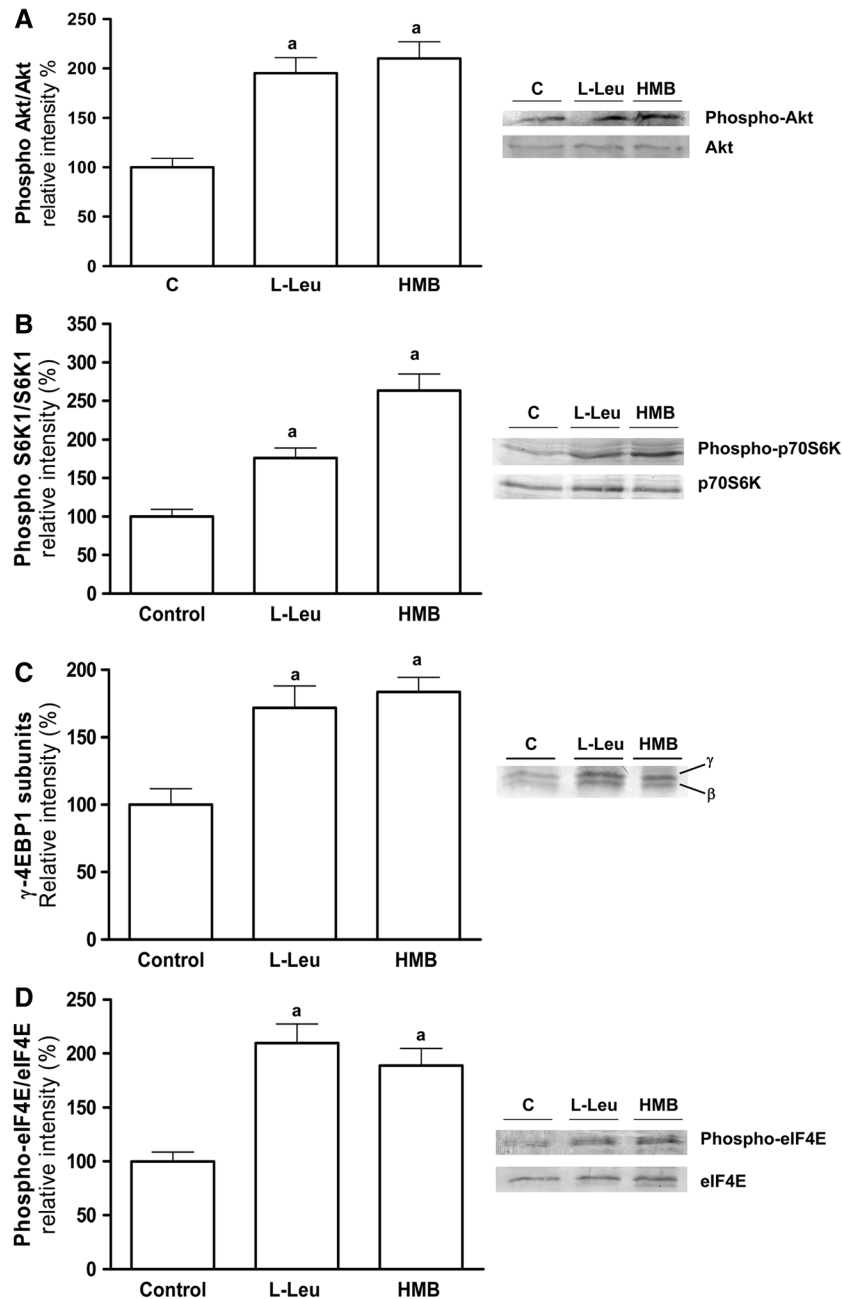 A
Phospho Akt/Akt
relative intensity %
250
200
150
100
50
0
a
a
C
L-Leu
HMB
C
L-Leu
HMB
Phospho-Akt
Akt
B
Phospho S6K1/S6K1
relative intensity (%)
350
300
250
200
150
100
50
0
a
a
Control
L-Leu
HMB
C
L-Leu
HMB
Phospho-p70S6K
p70S6K
C
γ-4EBP1 subunits
Relative intensity (%)
200
150
100
50
0
a
a
Control
L-Leu
HMB
C
L-Leu
HMB
γ
β
D
Phospho-eIF4E/eIF4E
relative intensity (%)
250
200
150
100
50
0
a
a
Control
L-Leu
HMB
C
L-Leu
HMB
Phospho-eIF4E
eIF4E